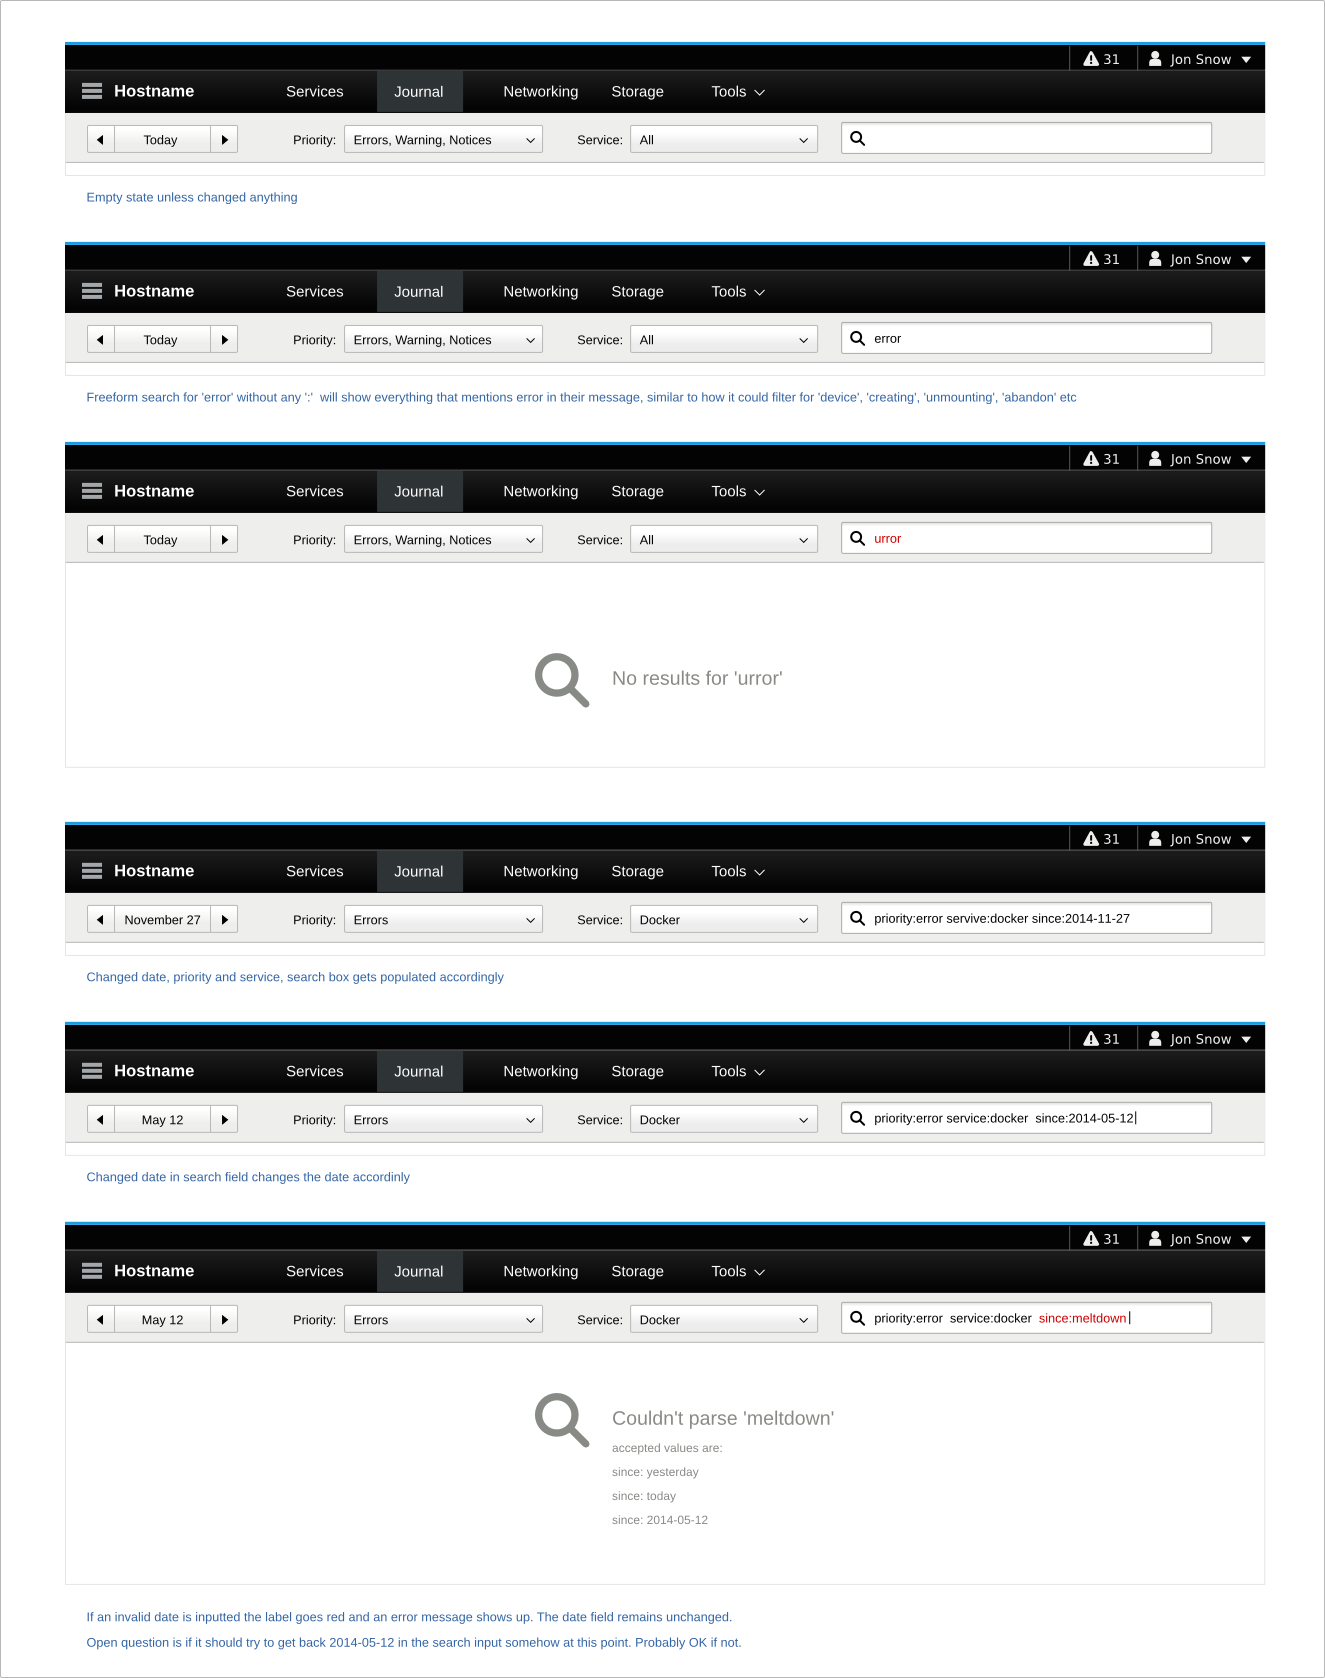 31 Jon Snow
Hostname Services Journal Networking Storage Tools
Today Priority: Errors, Warning, Notices Service: All
Empty state unless changed anything
31 Jon Snow
Hostname Services Journal Networking Storage Tools
Today Priority: Errors, Warning, Notices Service: All error
Freeform search for 'error' without any ':'  will show everything that mentions error in their message, similar to how it could filter for 'device', 'creating', 'unmounting', 'abandon' etc
31 Jon Snow
Hostname Services Journal Networking Storage Tools
Today Priority: Errors, Warning, Notices Service: All urror
No results for 'urror'
31 Jon Snow
Hostname Services Journal Networking Storage Tools
November 27 Priority: Errors Service: Docker priority:error servive:docker since:2014-11-27
Changed date, priority and service, search box gets populated accordingly
31 Jon Snow
Hostname Services Journal Networking Storage Tools
May 12 Priority: Errors Service: Docker priority:error service:docker  since:2014-05-12
Changed date in search field changes the date accordinly
31 Jon Snow
Hostname Services Journal Networking Storage Tools
May 12 Priority: Errors Service: Docker priority:error  service:docker  since:meltdown
Couldn't parse 'meltdown'
accepted values are:
since: yesterday
since: today
since: 2014-05-12
If an invalid date is inputted the label goes red and an error message shows up. The date field remains unchanged.
Open question is if it should try to get back 2014-05-12 in the search input somehow at this point. Probably OK if not.